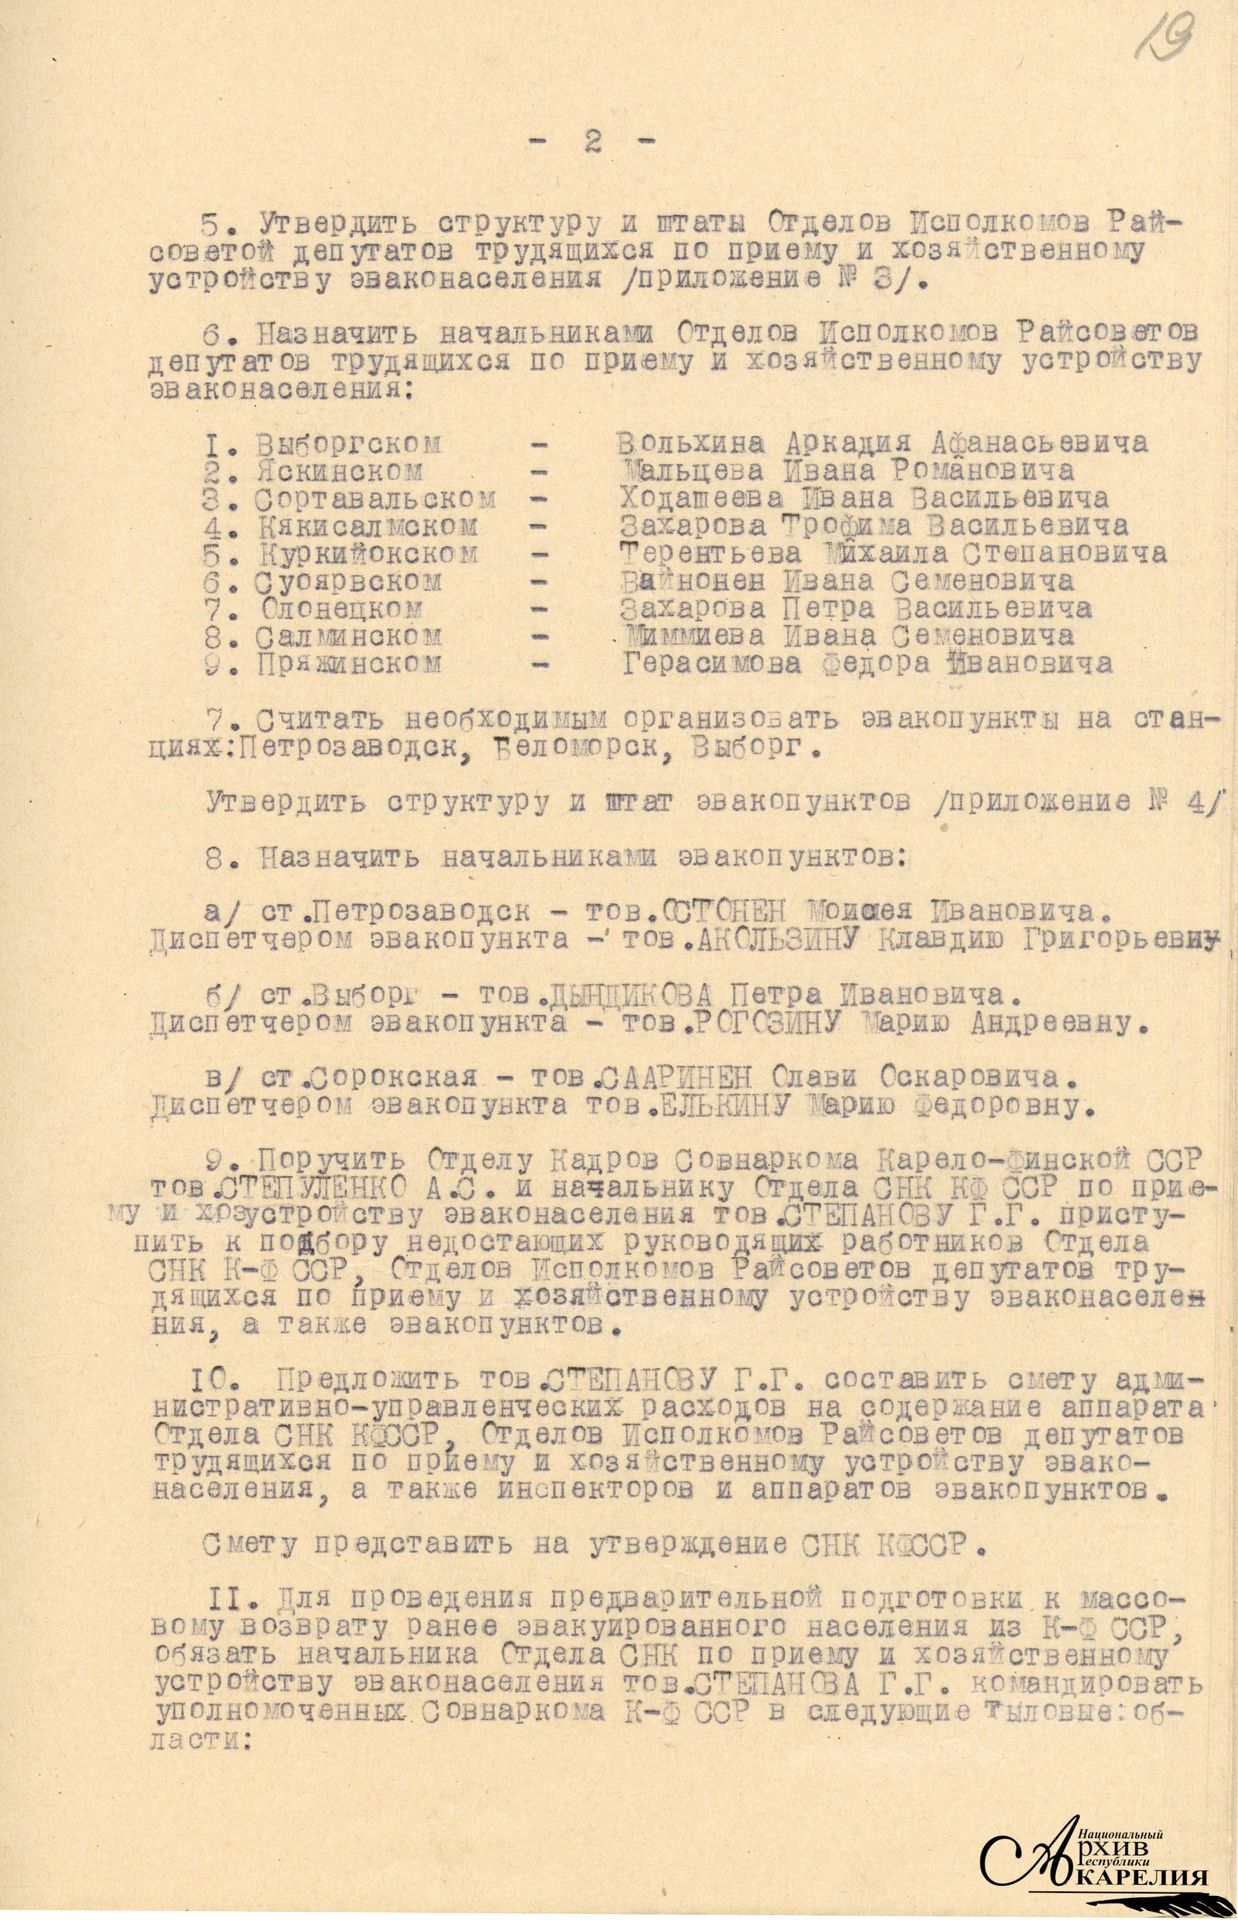 19
- 2 -
5. Утвердить структуру и штаты Отделов Исполкомов Рай-
советой депутатов трудящихся по приему и хозяйственному
устройству эваконаселения /приложение № 3/.
6. Назначить начальниками Отделов Исполкомов Райсоветов
депутатов трудящихся по приему и хозяйственному устройству
эваконаселения:
I. Выборгском - Вольхина Аркадия Афанасьевича
2. Яскинском - Мальцева Ивана Романовича
3. Сортавальском - Ходашеева Ивана Васильевича
4. Кякисалмском - Захарова Трофима Васильевича
5. Куркийокском - Терентьева Михаила Степановича
6. Суоярвском - Вайнонен Ивана Семеновича
7. Олонецком - Захарова Петра Васильевича
8. Салминском - Миммиева Ивана Семеновича
9. Пряжинском - Герасимова Федора Ивановича
7. Считать необходимым организовать эвакопункты на стан-
циях:Петрозаводск, Беломорск, Выборг.
Утвердить структуру и штат эвакопунктов /приложение № 4/
8. Назначить начальниками эвакопунктов:
а/ ст.Петрозаводск - тов.ОСТОНЕН Моисея Ивановича.
Диспетчером эвакопункта - тов.АКОЛЬЗИНУ Клавдию Григорьевну
б/ ст.Выборг - тов.ДЫНДИКОВА Петра Ивановича.
Диспетчером эвакопункта - тов.РОГОЗИНУ Марию Андреевну.
в/ ст.Сорокская - тов.СААРИНЕН Олави Оскаровича.
Диспетчером эвакопункта тов.ЕЛЬКИНУ Марию Федоровну.
9. Поручить Отделу Кадров Совнаркома Карело-Финской ССР
тов.СТЕПУЛЕНКО А.С. и начальнику Отдела СНК КФ ССР по прие-
му и хозустройству эваконаселения тов.СТЕПАНОВУ Г.Г. присту-
пить к подбору недостающих руководящих работников Отдела
СНК К-Ф ССР, Отделов Исполкомов Райсоветов депутатов тру-
дящихся по приему и хозяйственному устройству эваконаселен
ния, а также эвакопунктов.
I0. Предложить тов.СТЕПАНОВУ Г.Г. составить смету адми-
нистративно-управленческих расходов на содержание аппарата
Отдела СНК КФССР, Отделов Исполкомов Райсоветов депутатов
трудящихся по приему и хозяйственному устройству эвако-
населения, а также инспекторов и аппаратов эвакопунктов.
Смету представить на утверждение СНК КФССР.
II. Для проведения предварительной подготовки к массо-
вому возврату ранее эвакуированного населения из К-Ф ССР,
обязать начальника Отдела СНК по приему и хозяйственному
устройству эваконаселения тов.СТЕПАНОВА Г.Г. командировать
уполномоченных Совнаркома К-Ф ССР в следующие тыловые об-
ласти:
Национальный
Архив
Республики
Карелия